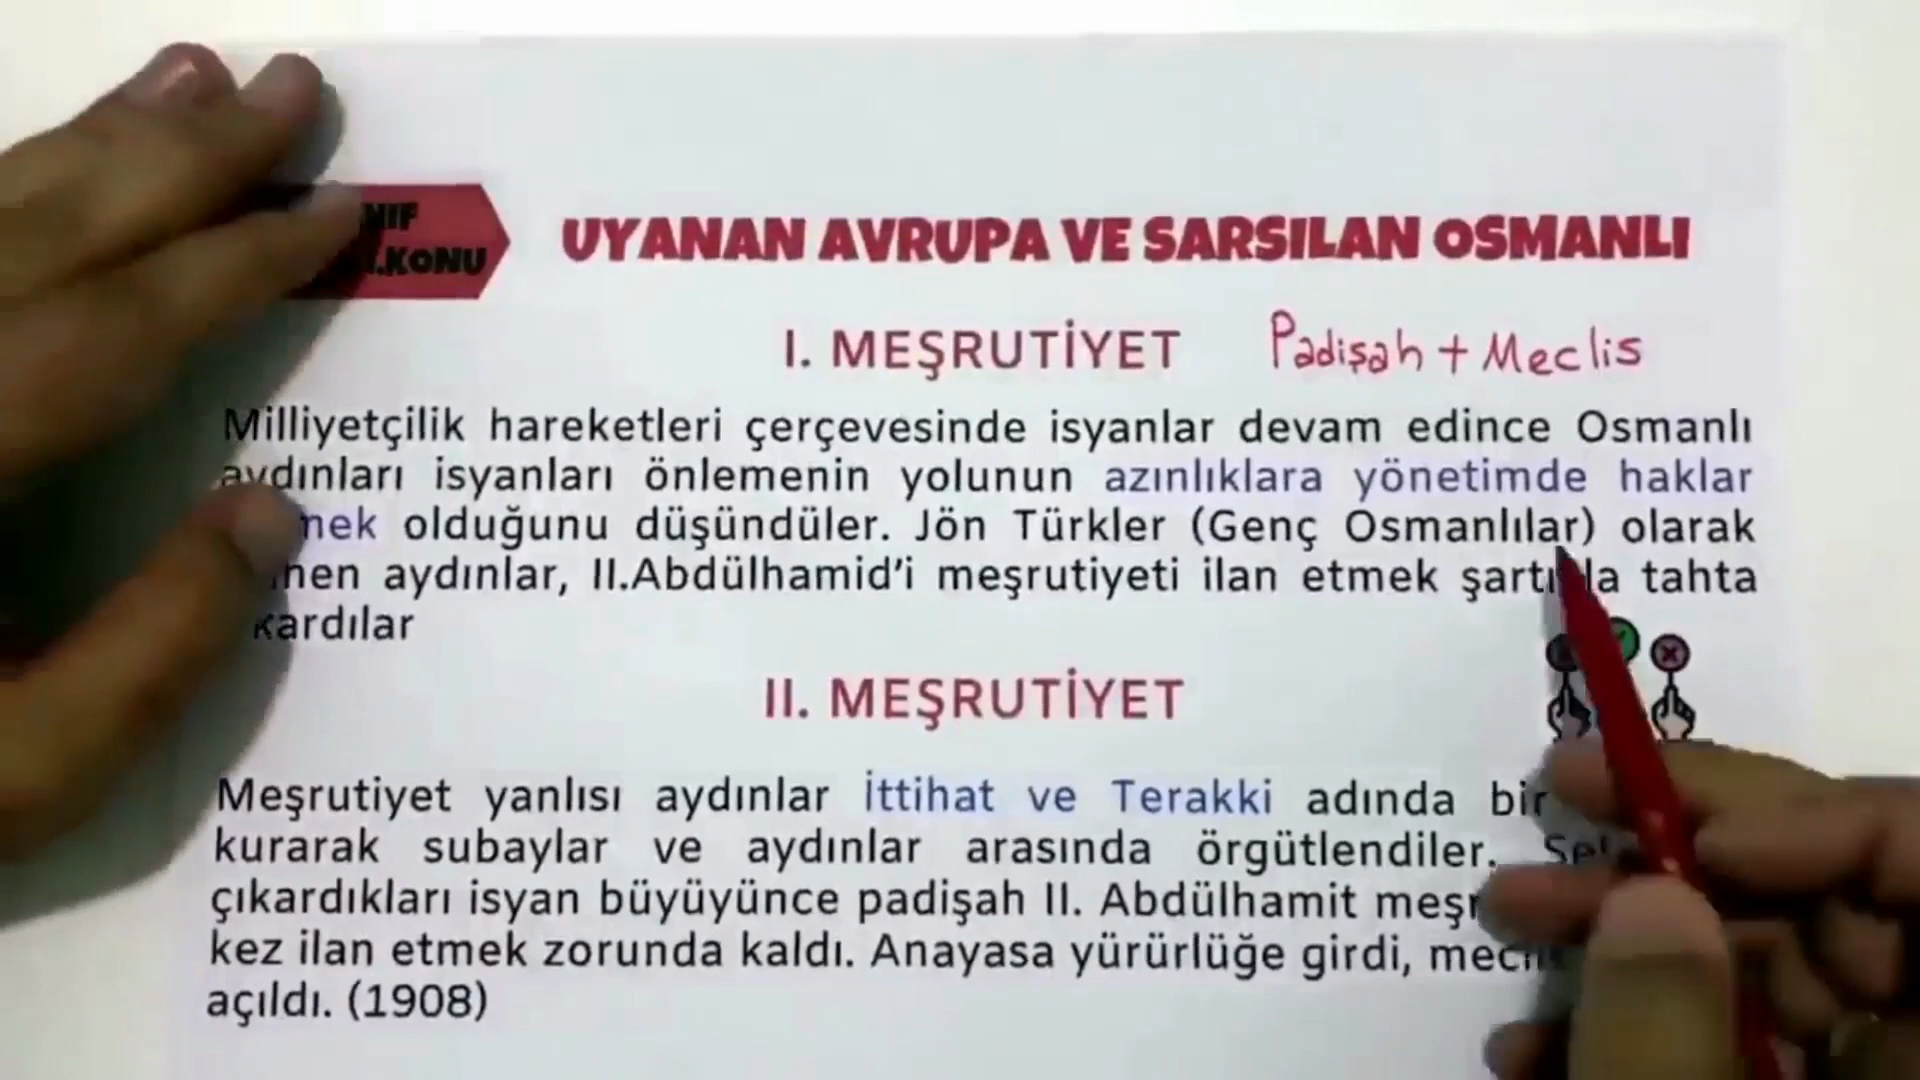 UYANAN AVRUPA VE SARSILAN OSMANLI
.KONU
I. MEŞRUTİYET Padişah + Meclis
Milliyetçilik hareketleri çerçevesinde isyanlar devam edince Osmanlı
aydınları isyanları önlemenin yolunun azınlıklara yönetimde haklar
olduğunu düşündüler. Jön Türkler (Genç Osmanlılar) olarak
aydınlar, II.Abdülhamid'i meşrutiyeti ilan etmek tahta
II. MEŞRUTİYET
Meşrutiyet yanlısı aydınlar İttihat ve Terakki adında bir
kurarak subaylar ve aydınlar arasında örgütlendiler.
çıkardıkları isyan büyüyünce padişah II. Abdülhamit
kez ilan etmek zorunda kaldı. Anayasa yürürlüğe girdi,
açıldı. (1908)